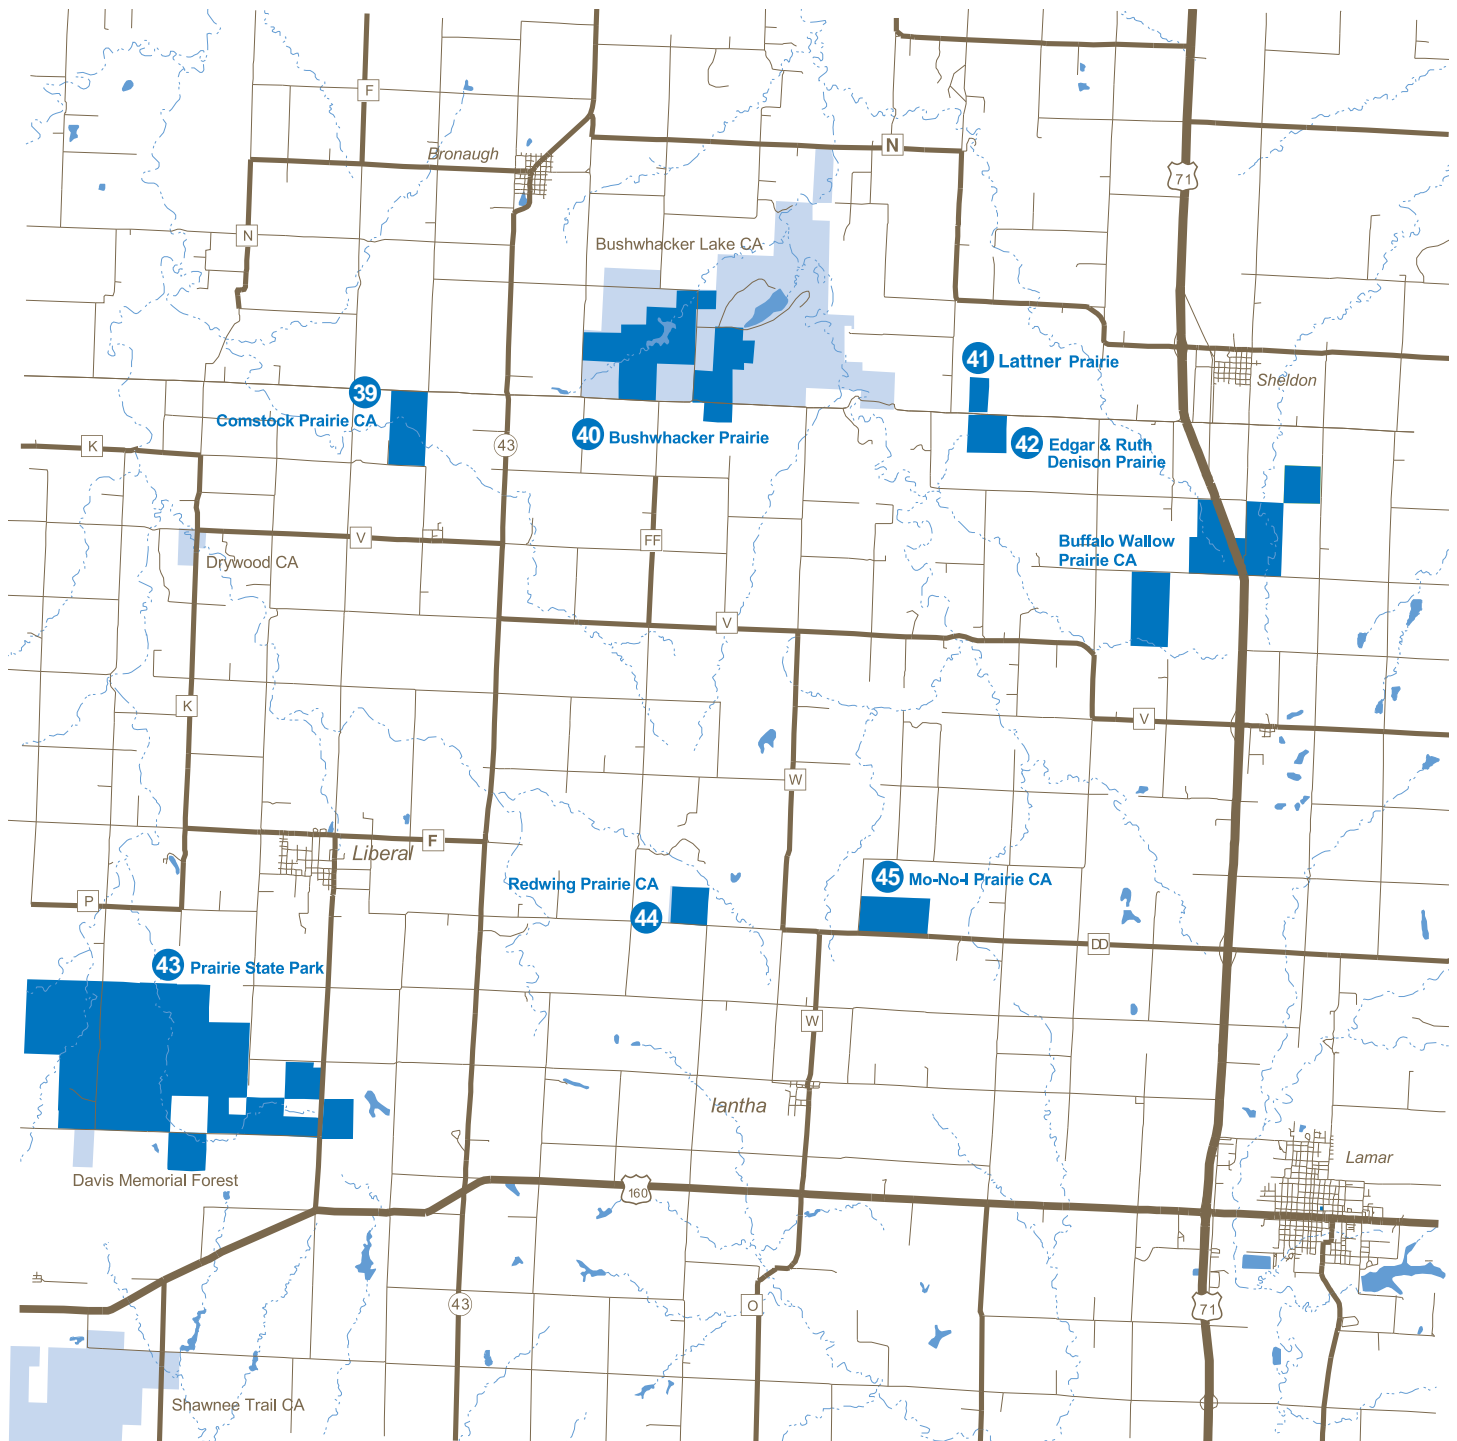 F
Bronaugh
N
71
N
Bushwhacker Lake CA
41 Lattner Prairie
Sheldon
39
Comstock Prairie CA
40 Bushwhacker Prairie
43
K
42 Edgar & Ruth
Denison Prairie
V
FF
Buffalo Wallow
Prairie CA
Drywood CA
V
K
V
W
F
Liberal
Redwing Prairie CA
44
45 Mo-No-I Prairie CA
P
DD
43 Prairie State Park
W
Iantha
Lamar
Davis Memorial Forest
160
43
O
71
Shawnee Trail CA